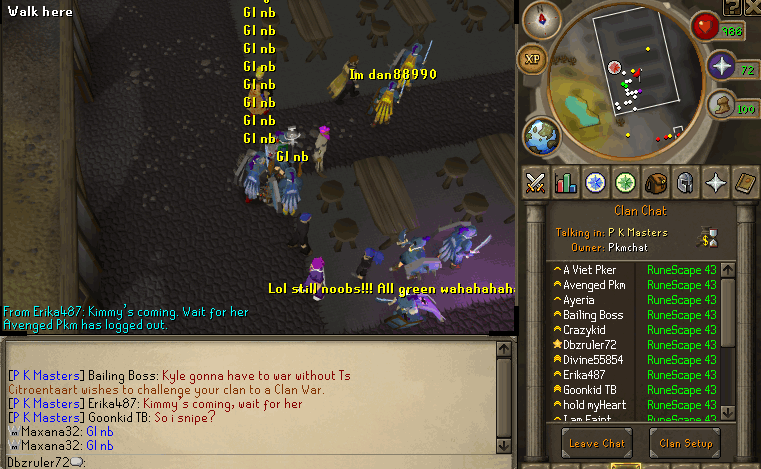 Walk here
Gl nb
Gl nb
Gl nb
Gl nb
Gl nb
Gl nb
Gl nb
Gl nb
Im dan88990
Lol still noobs!!! All green wahahahaha
From Erika487: Kimmy's coming. Wait for her
Avenged Pkm has logged out.
[P K Masters] Bailing Boss: Kyle gonna have to war without Ts
Citroentaart wishes to challenge your clan to a Clan War.
[P K Masters] Erika487: Kimmy's coming, wait for her
[P K Masters] Goonkid TB: So i snipe?
Maxana32: Gl nb
Maxana32: Gl nb
Dbzruler72:
XP
?
72
100
Clan Chat
Talking in: P K Masters
Owner: Pkmchat
A Viet Pker RuneScape 43
Avenged Pkm RuneScape 43
Ayeria RuneScape 43
Bailing Boss RuneScape 43
Crazykid RuneScape 43
Dbzruler72 RuneScape 43
Divine55854 RuneScape 43
Erika487 RuneScape 43
Goonkid TB RuneScape 43
hold myHeart RuneScape 43
I am Faint RuneScape 43
Leave Chat
Clan Setup